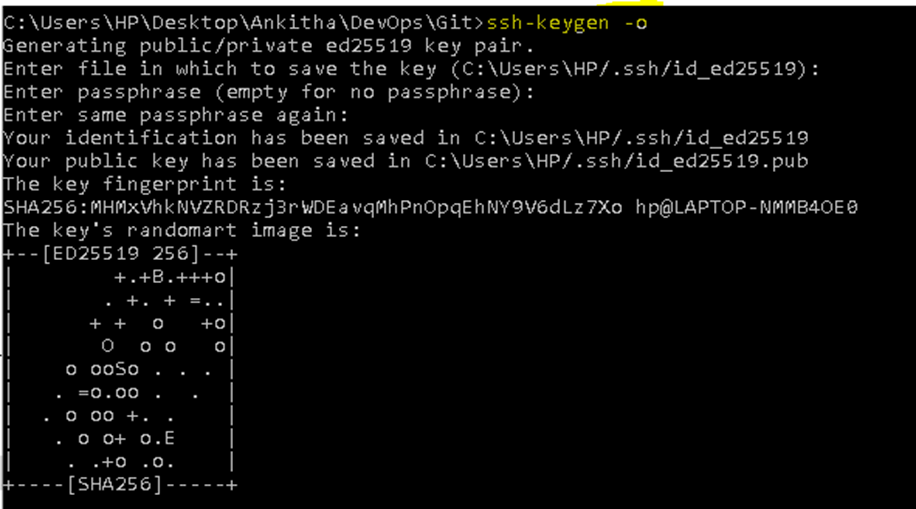 C:\Users\HP\Desktop\Ankitha\DevOps\Git>ssh-keygen -o
Generating public/private ed25519 key pair.
Enter file in which to save the key (C:\Users\HP/.ssh/id_ed25519):
Enter passphrase (empty for no passphrase):
Enter same passphrase again:
Your identification has been saved in C:\Users\HP/.ssh/id_ed25519
Your public key has been saved in C:\Users\HP/.ssh/id_ed25519.pub
The key fingerprint is:
SHA256:MHMxVhkNVZRDRzj3rWDEavqMhPnOpqEhNY9V6dLz7Xo hp@LAPTOP-NMMB4OE0
The key's randomart image is:
+--[ED25519 256]--+
|        +.+B.+++o|
|       . +. + =..|
|      + +  o   +o|
|       O  o o   o|
|    o ooSo . . . |
|   . =o.oo .  .  |
|  . o oo +. .    |
|   . o o+ o.E    |
|    . .+o .o.    |
+----[SHA256]-----+